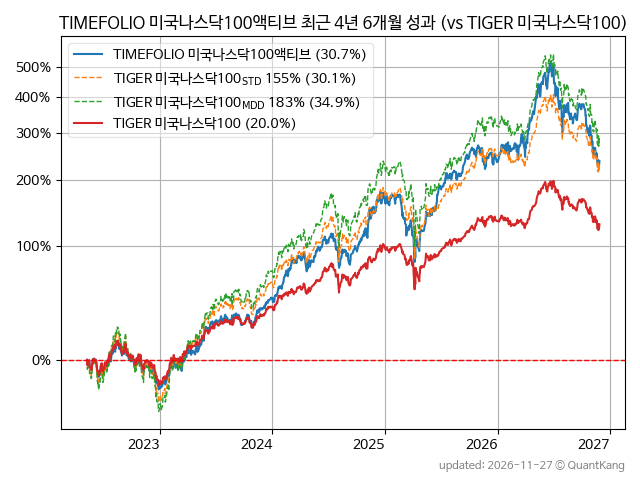 TIMEFOLIO 미국나스닥100액티브 최근 4년 6개월 성과 (vs TIGER 미국나스닥100)
TIMEFOLIO 미국나스닥100액티브 (30.7%)
TIGER 미국나스닥100STD 155% (30.1%)
TIGER 미국나스닥100MDD 183% (34.9%)
TIGER 미국나스닥100 (20.0%)
500%
400%
300%
200%
100%
0%
2023 2024 2025 2026 2027
updated: 2026-11-27 © QuantKang